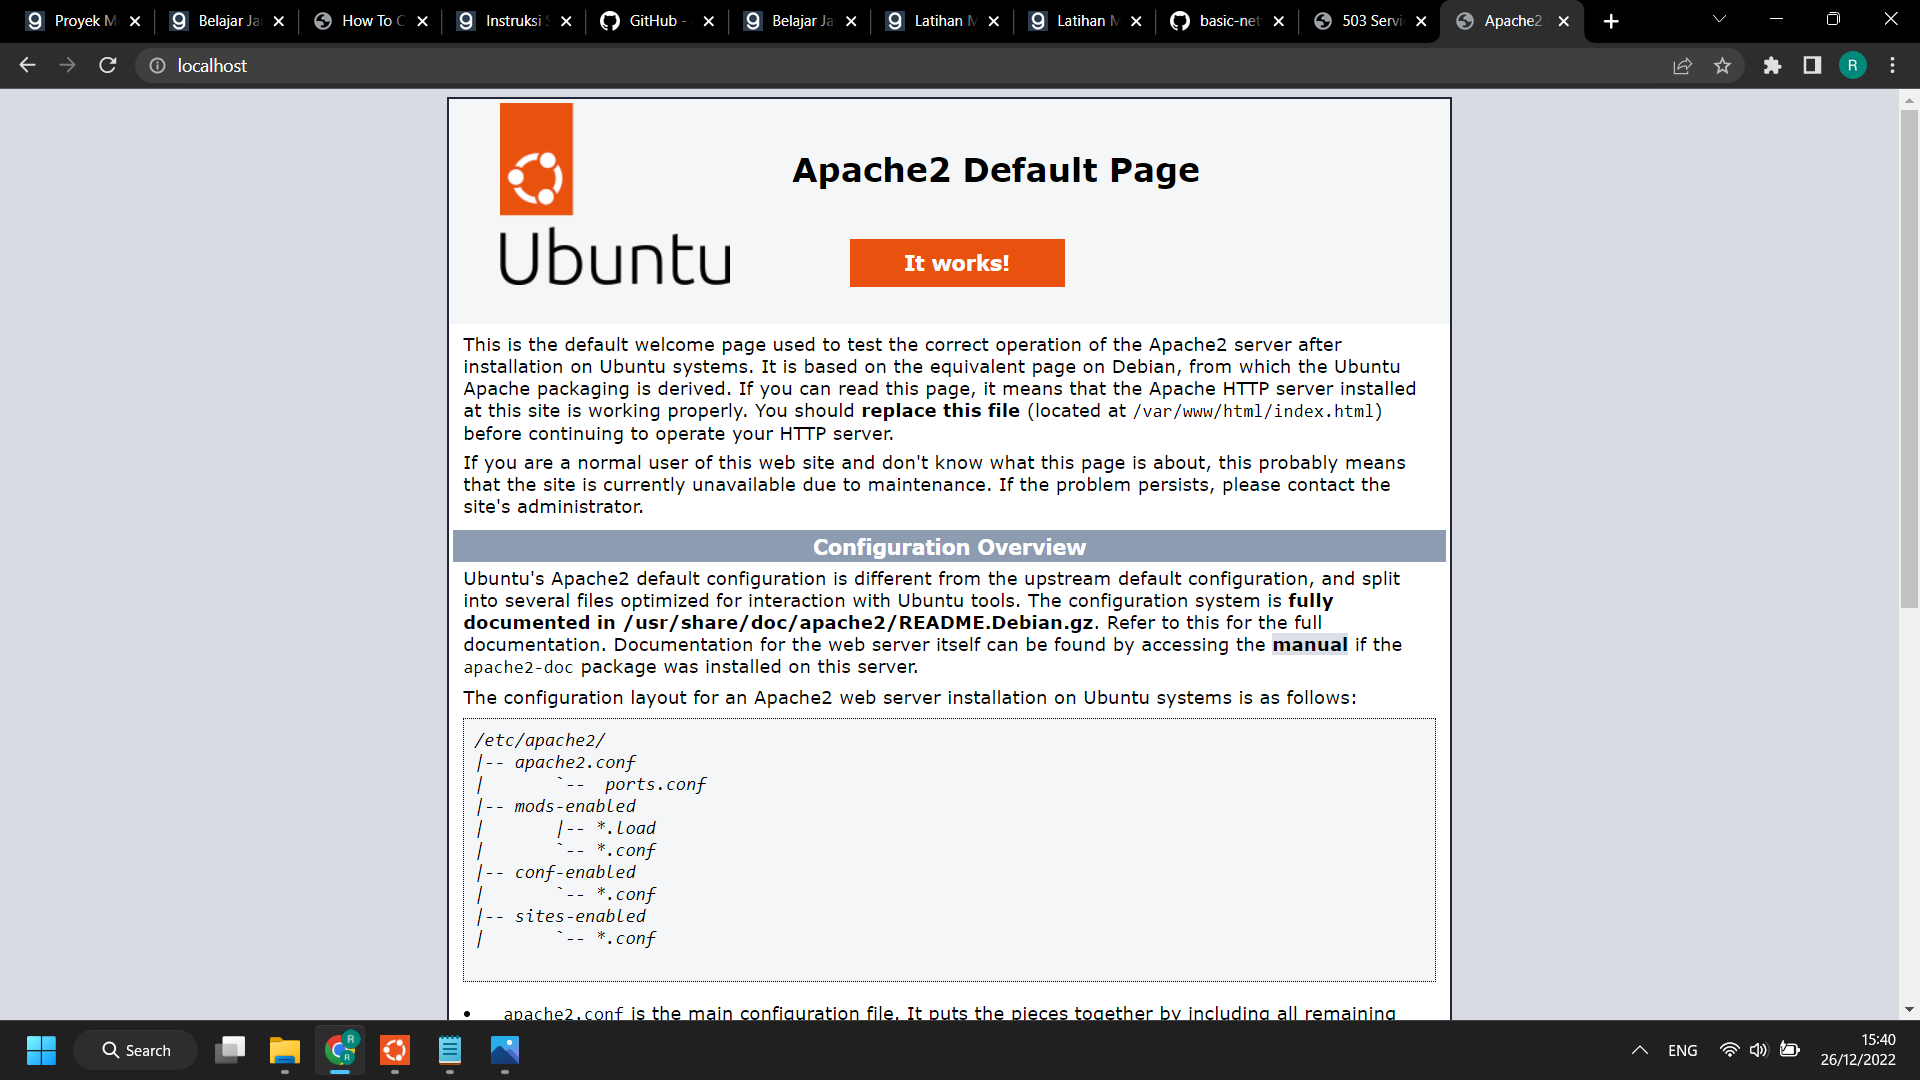 Proyek M
Belajar Ja
How To C
Instruksi S
GitHub -
Belajar Ja
Latihan M
Latihan M
basic-net
503 Servi
Apache2
localhost
R
Apache2 Default Page
Ubuntu
It works!
This is the default welcome page used to test the correct operation of the Apache2 server after
installation on Ubuntu systems. It is based on the equivalent page on Debian, from which the Ubuntu
Apache packaging is derived. If you can read this page, it means that the Apache HTTP server installed
at this site is working properly. You should replace this file (located at /var/www/html/index.html)
before continuing to operate your HTTP server.
If you are a normal user of this web site and don't know what this page is about, this probably means
that the site is currently unavailable due to maintenance. If the problem persists, please contact the
site's administrator.
Configuration Overview
Ubuntu's Apache2 default configuration is different from the upstream default configuration, and split
into several files optimized for interaction with Ubuntu tools. The configuration system is fully
documented in /usr/share/doc/apache2/README.Debian.gz. Refer to this for the full
documentation. Documentation for the web server itself can be found by accessing the manual if the
apache2-doc package was installed on this server.
The configuration layout for an Apache2 web server installation on Ubuntu systems is as follows:
/etc/apache2/
|-- apache2.conf
|       `--  ports.conf
|-- mods-enabled
|       |-- *.load
|       `-- *.conf
|-- conf-enabled
|       `-- *.conf
|-- sites-enabled
|       `-- *.conf
• apache2.conf is the main configuration file. It puts the pieces together by including all remaining
Search
R
R
ENG
15:40
26/12/2022